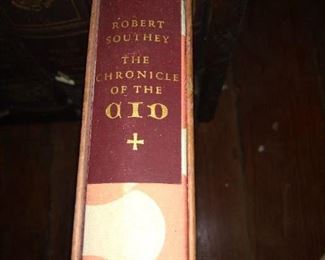 ROBERT
SOUTHEY
THE
CHRONICLE
OF THE
CID